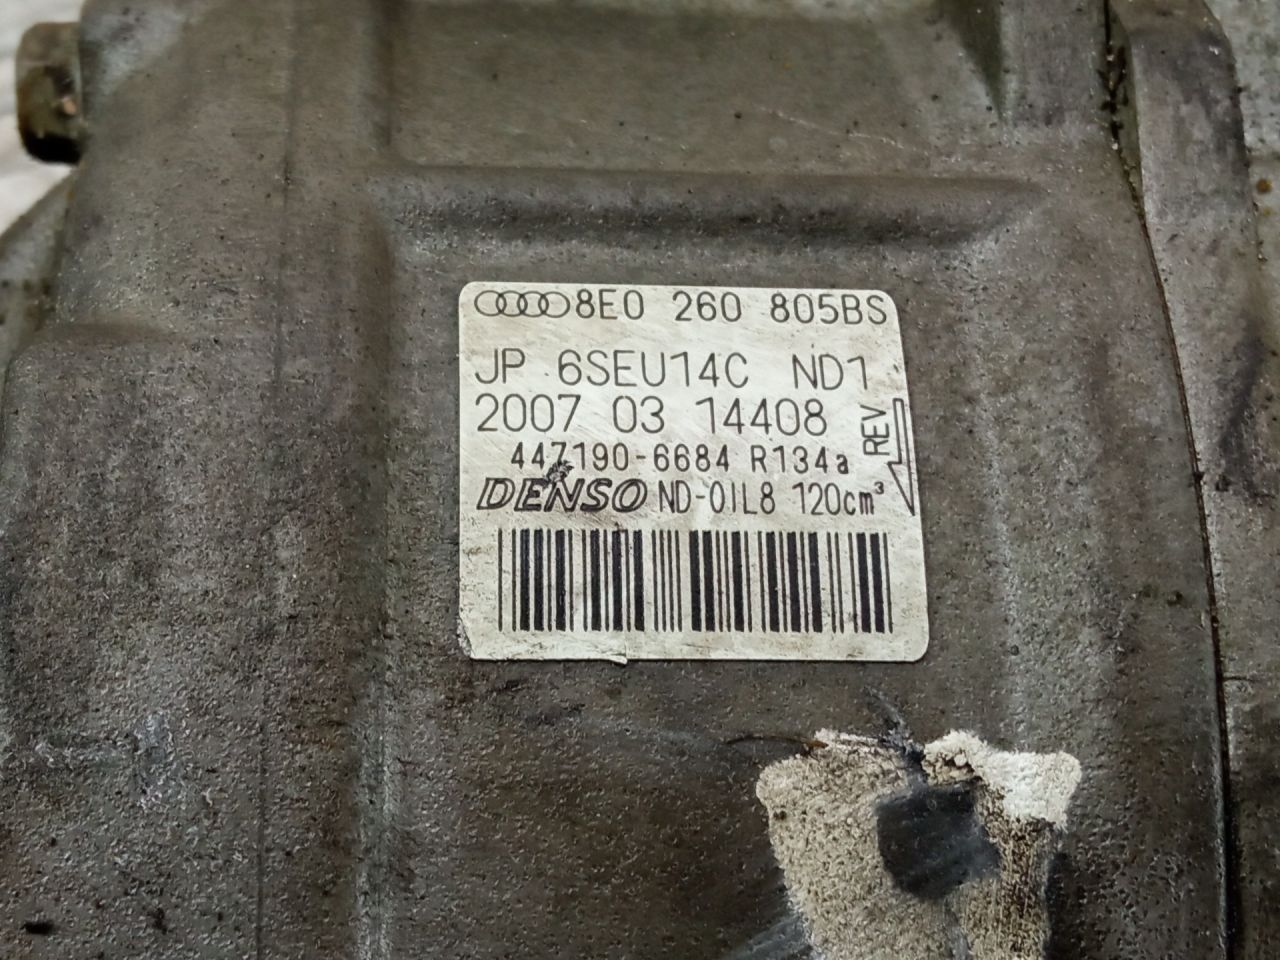 8E0 260 805BS
JP 6SEU14C ND1
2007 03 14408
REV
447190-6684 R134a
DENSO ND-OIL8 120cm³